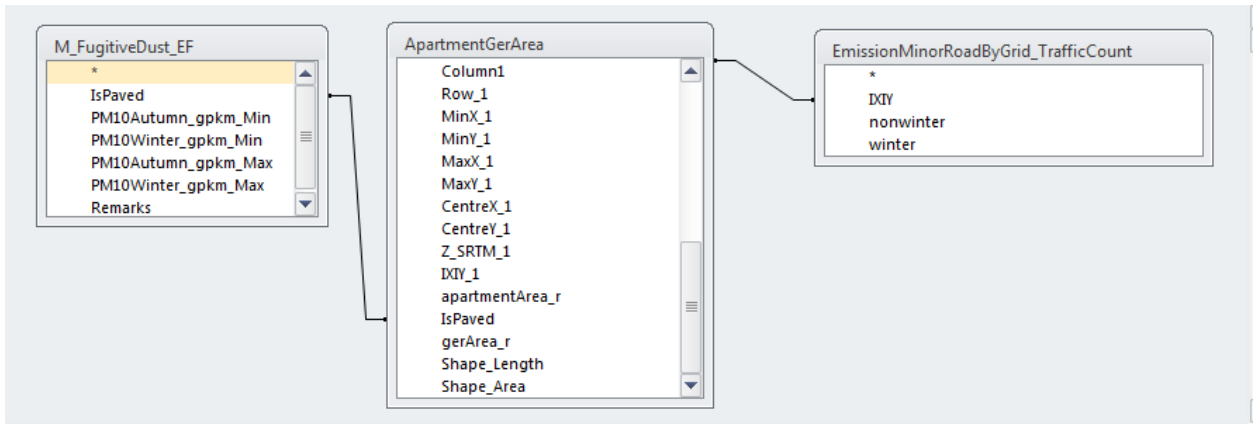 M_FugitiveDust_EF
*
IsPaved
PM10Autumn_gpkm_Min
PM10Winter_gpkm_Min
PM10Autumn_gpkm_Max
PM10Winter_gpkm_Max
Remarks
ApartmentGerArea
Column1
Row_1
MinX_1
MinY_1
MaxX_1
MaxY_1
CentreX_1
CentreY_1
Z_SRTM_1
IXIY_1
apartmentArea_r
IsPaved
gerArea_r
Shape_Length
Shape_Area
EmissionMinorRoadByGrid_TrafficCount
*
IXIY
nonwinter
winter